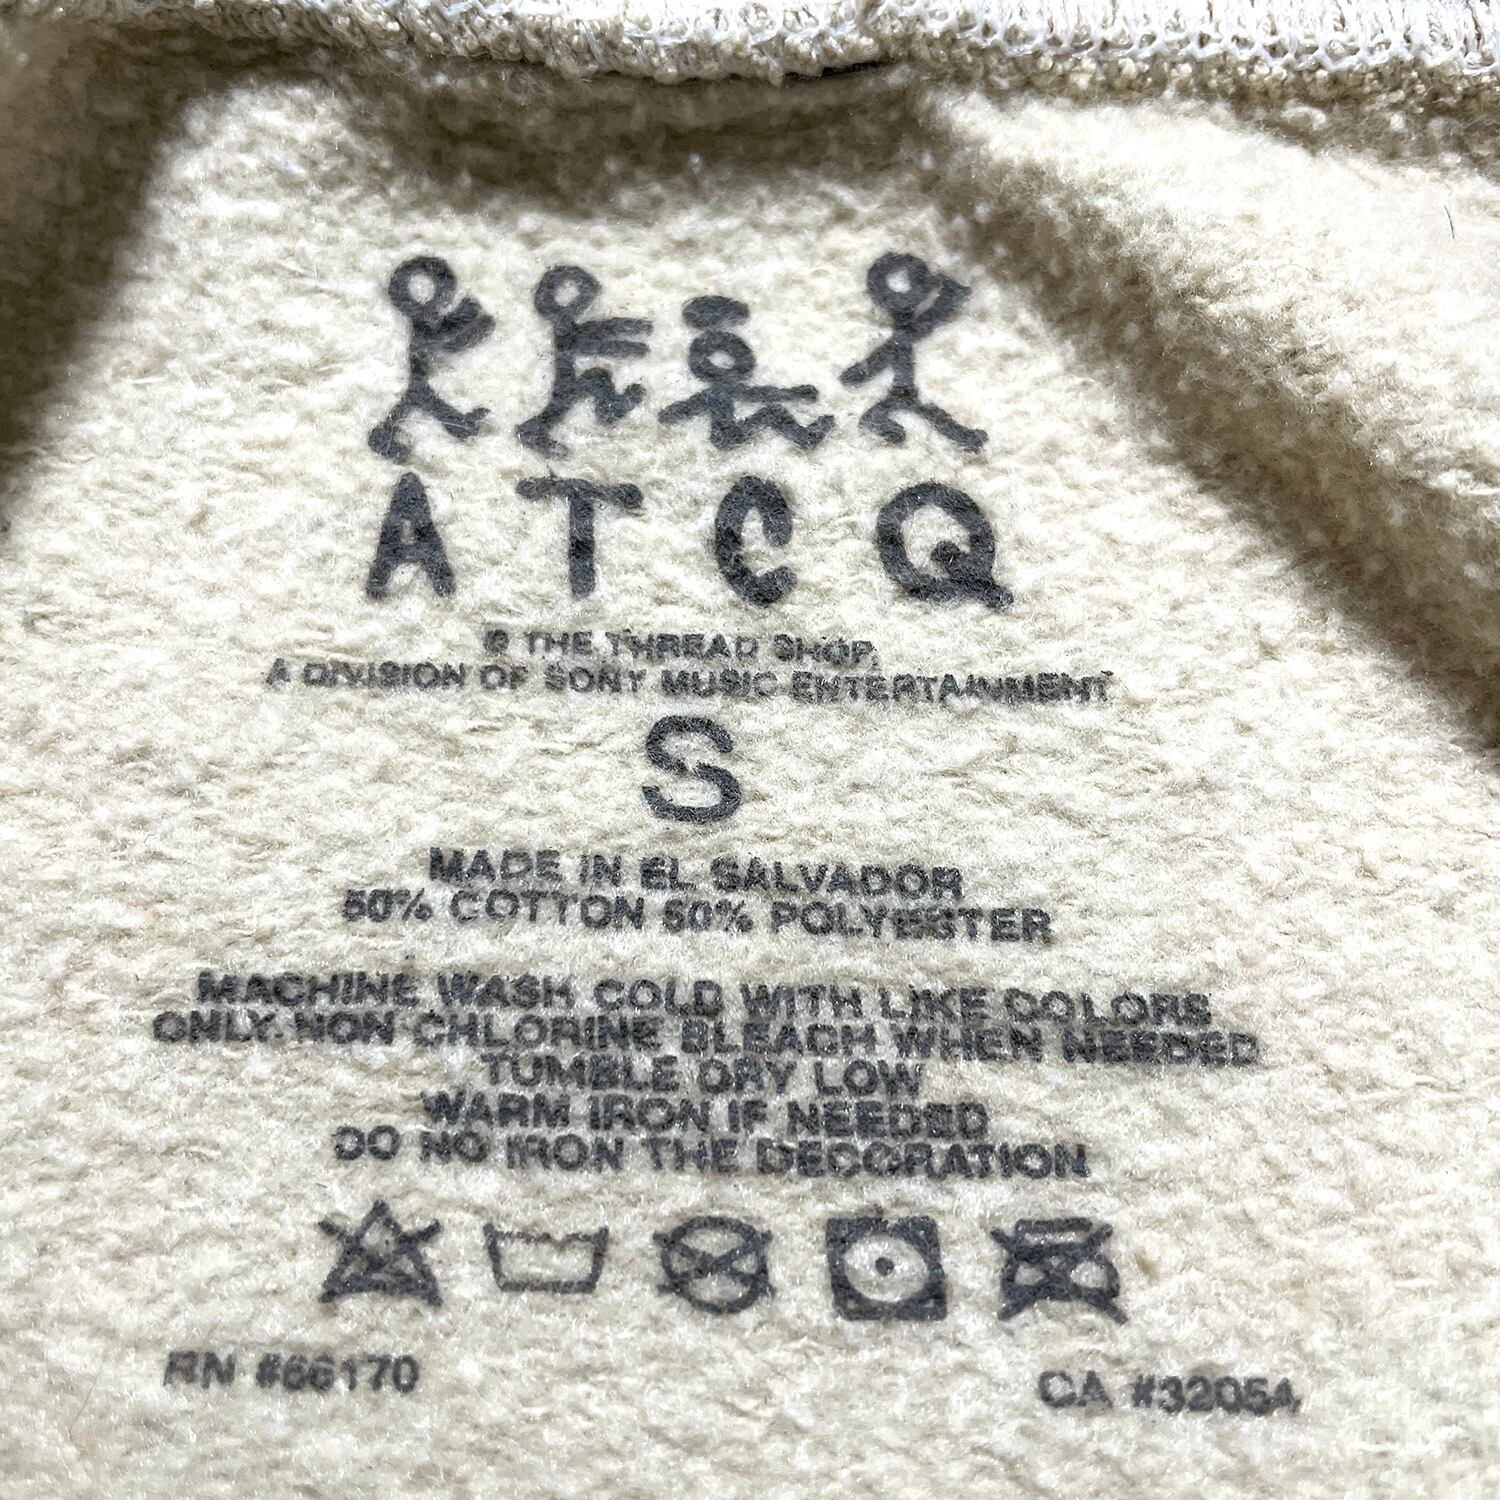 ATCQ
© THE THREAD SHOP,
A DIVISION OF SONY MUSIC ENTERTAINMENT
S
MADE IN EL SALVADOR
50% COTTON 50% POLYESTER
MACHINE WASH COLD WITH LIKE COLORS
ONLY. NON CHLORINE BLEACH WHEN NEEDED
TUMBLE DRY LOW
WARM IRON IF NEEDED
DO NO IRON THE DECORATION
RN #66170
CA #32054